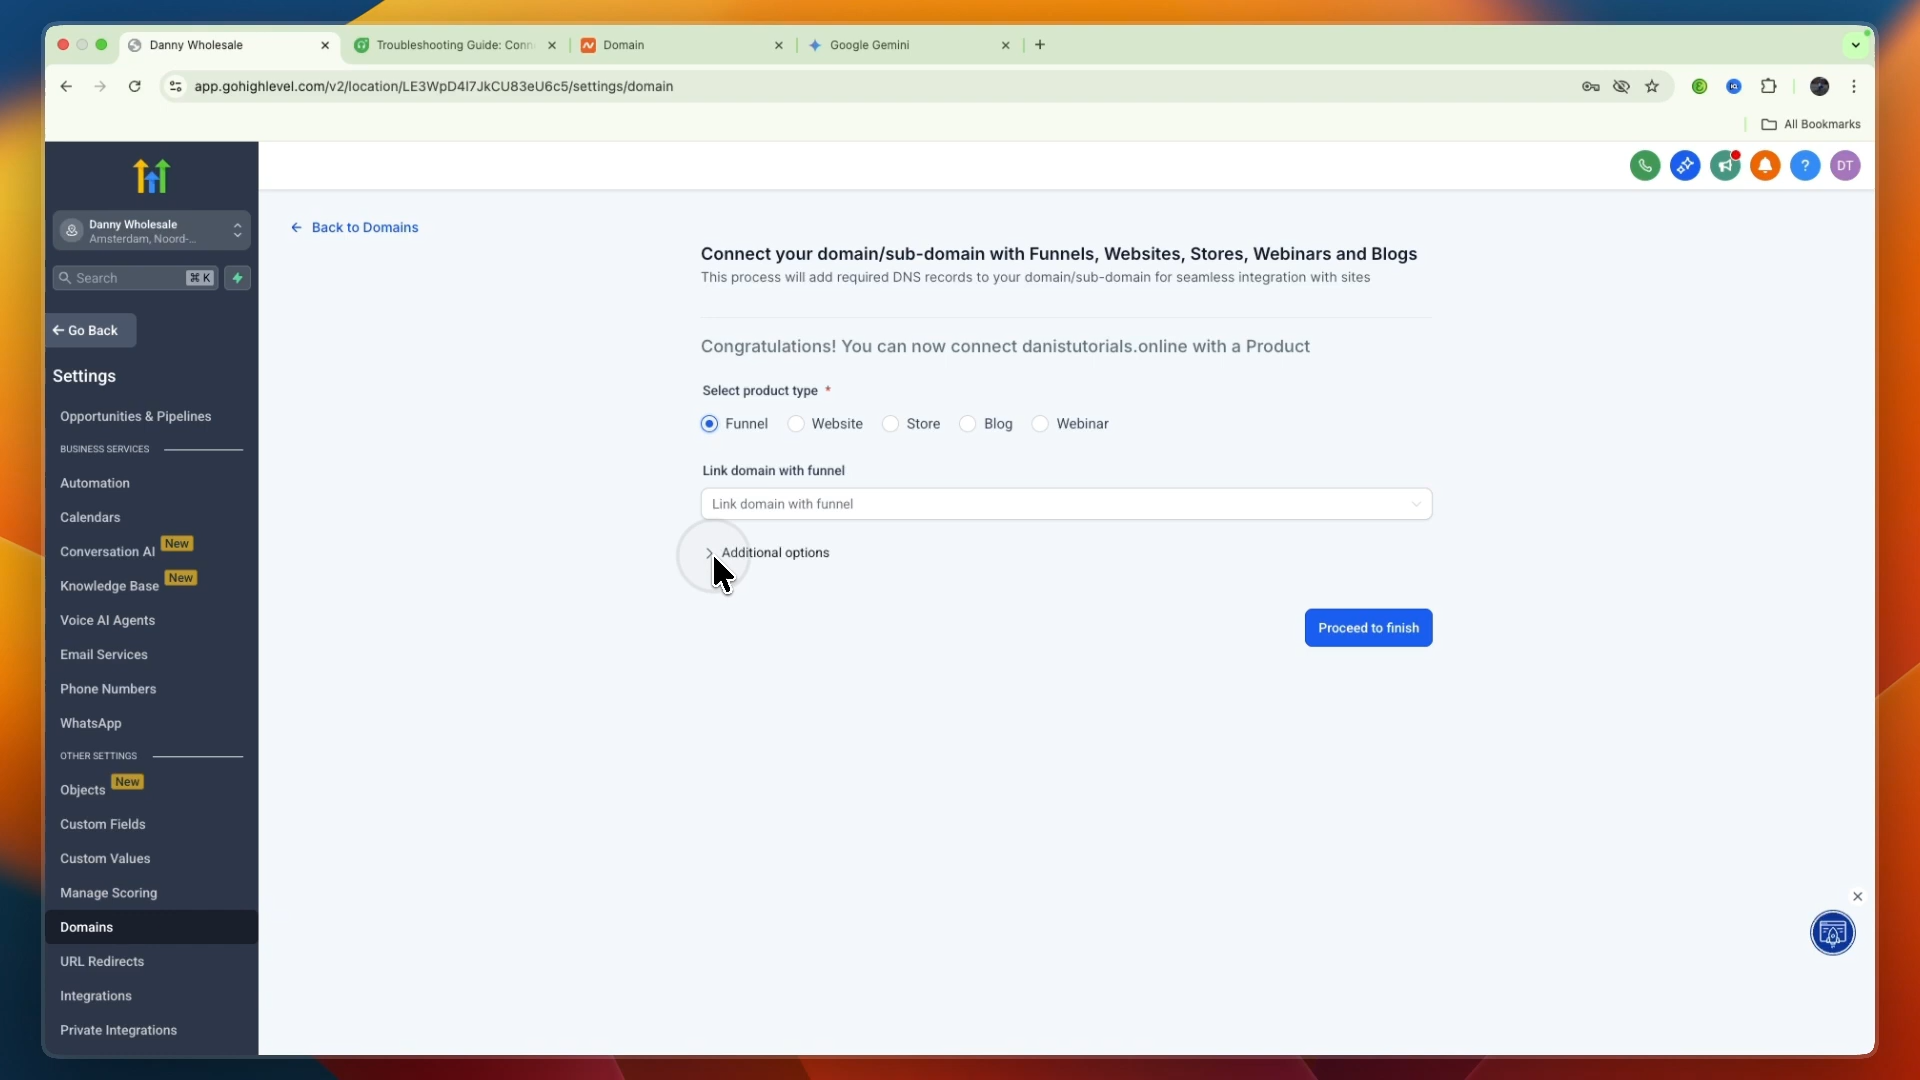 Danny Wholesale
Troubleshooting Guide: Conn
Domain
Google Gemini
app.gohighlevel.com/v2/location/LE3WpD4I7JkCU83eU6c5/settings/domain
All Bookmarks
Danny Wholesale
Amsterdam, Noord-...
Search
⌘ K
Go Back
Settings
Opportunities & Pipelines
BUSINESS SERVICES
Automation
Calendars
Conversation AI New
Knowledge Base New
Voice AI Agents
Email Services
Phone Numbers
WhatsApp
OTHER SETTINGS
Objects New
Custom Fields
Custom Values
Manage Scoring
Domains
URL Redirects
Integrations
Private Integrations
DT
Back to Domains
Connect your domain/sub-domain with Funnels, Websites, Stores, Webinars and Blogs
This process will add required DNS records to your domain/sub-domain for seamless integration with sites
Congratulations! You can now connect danistutorials.online with a Product
Select product type *
Funnel Website Store Blog Webinar
Link domain with funnel
Link domain with funnel
Additional options
Proceed to finish